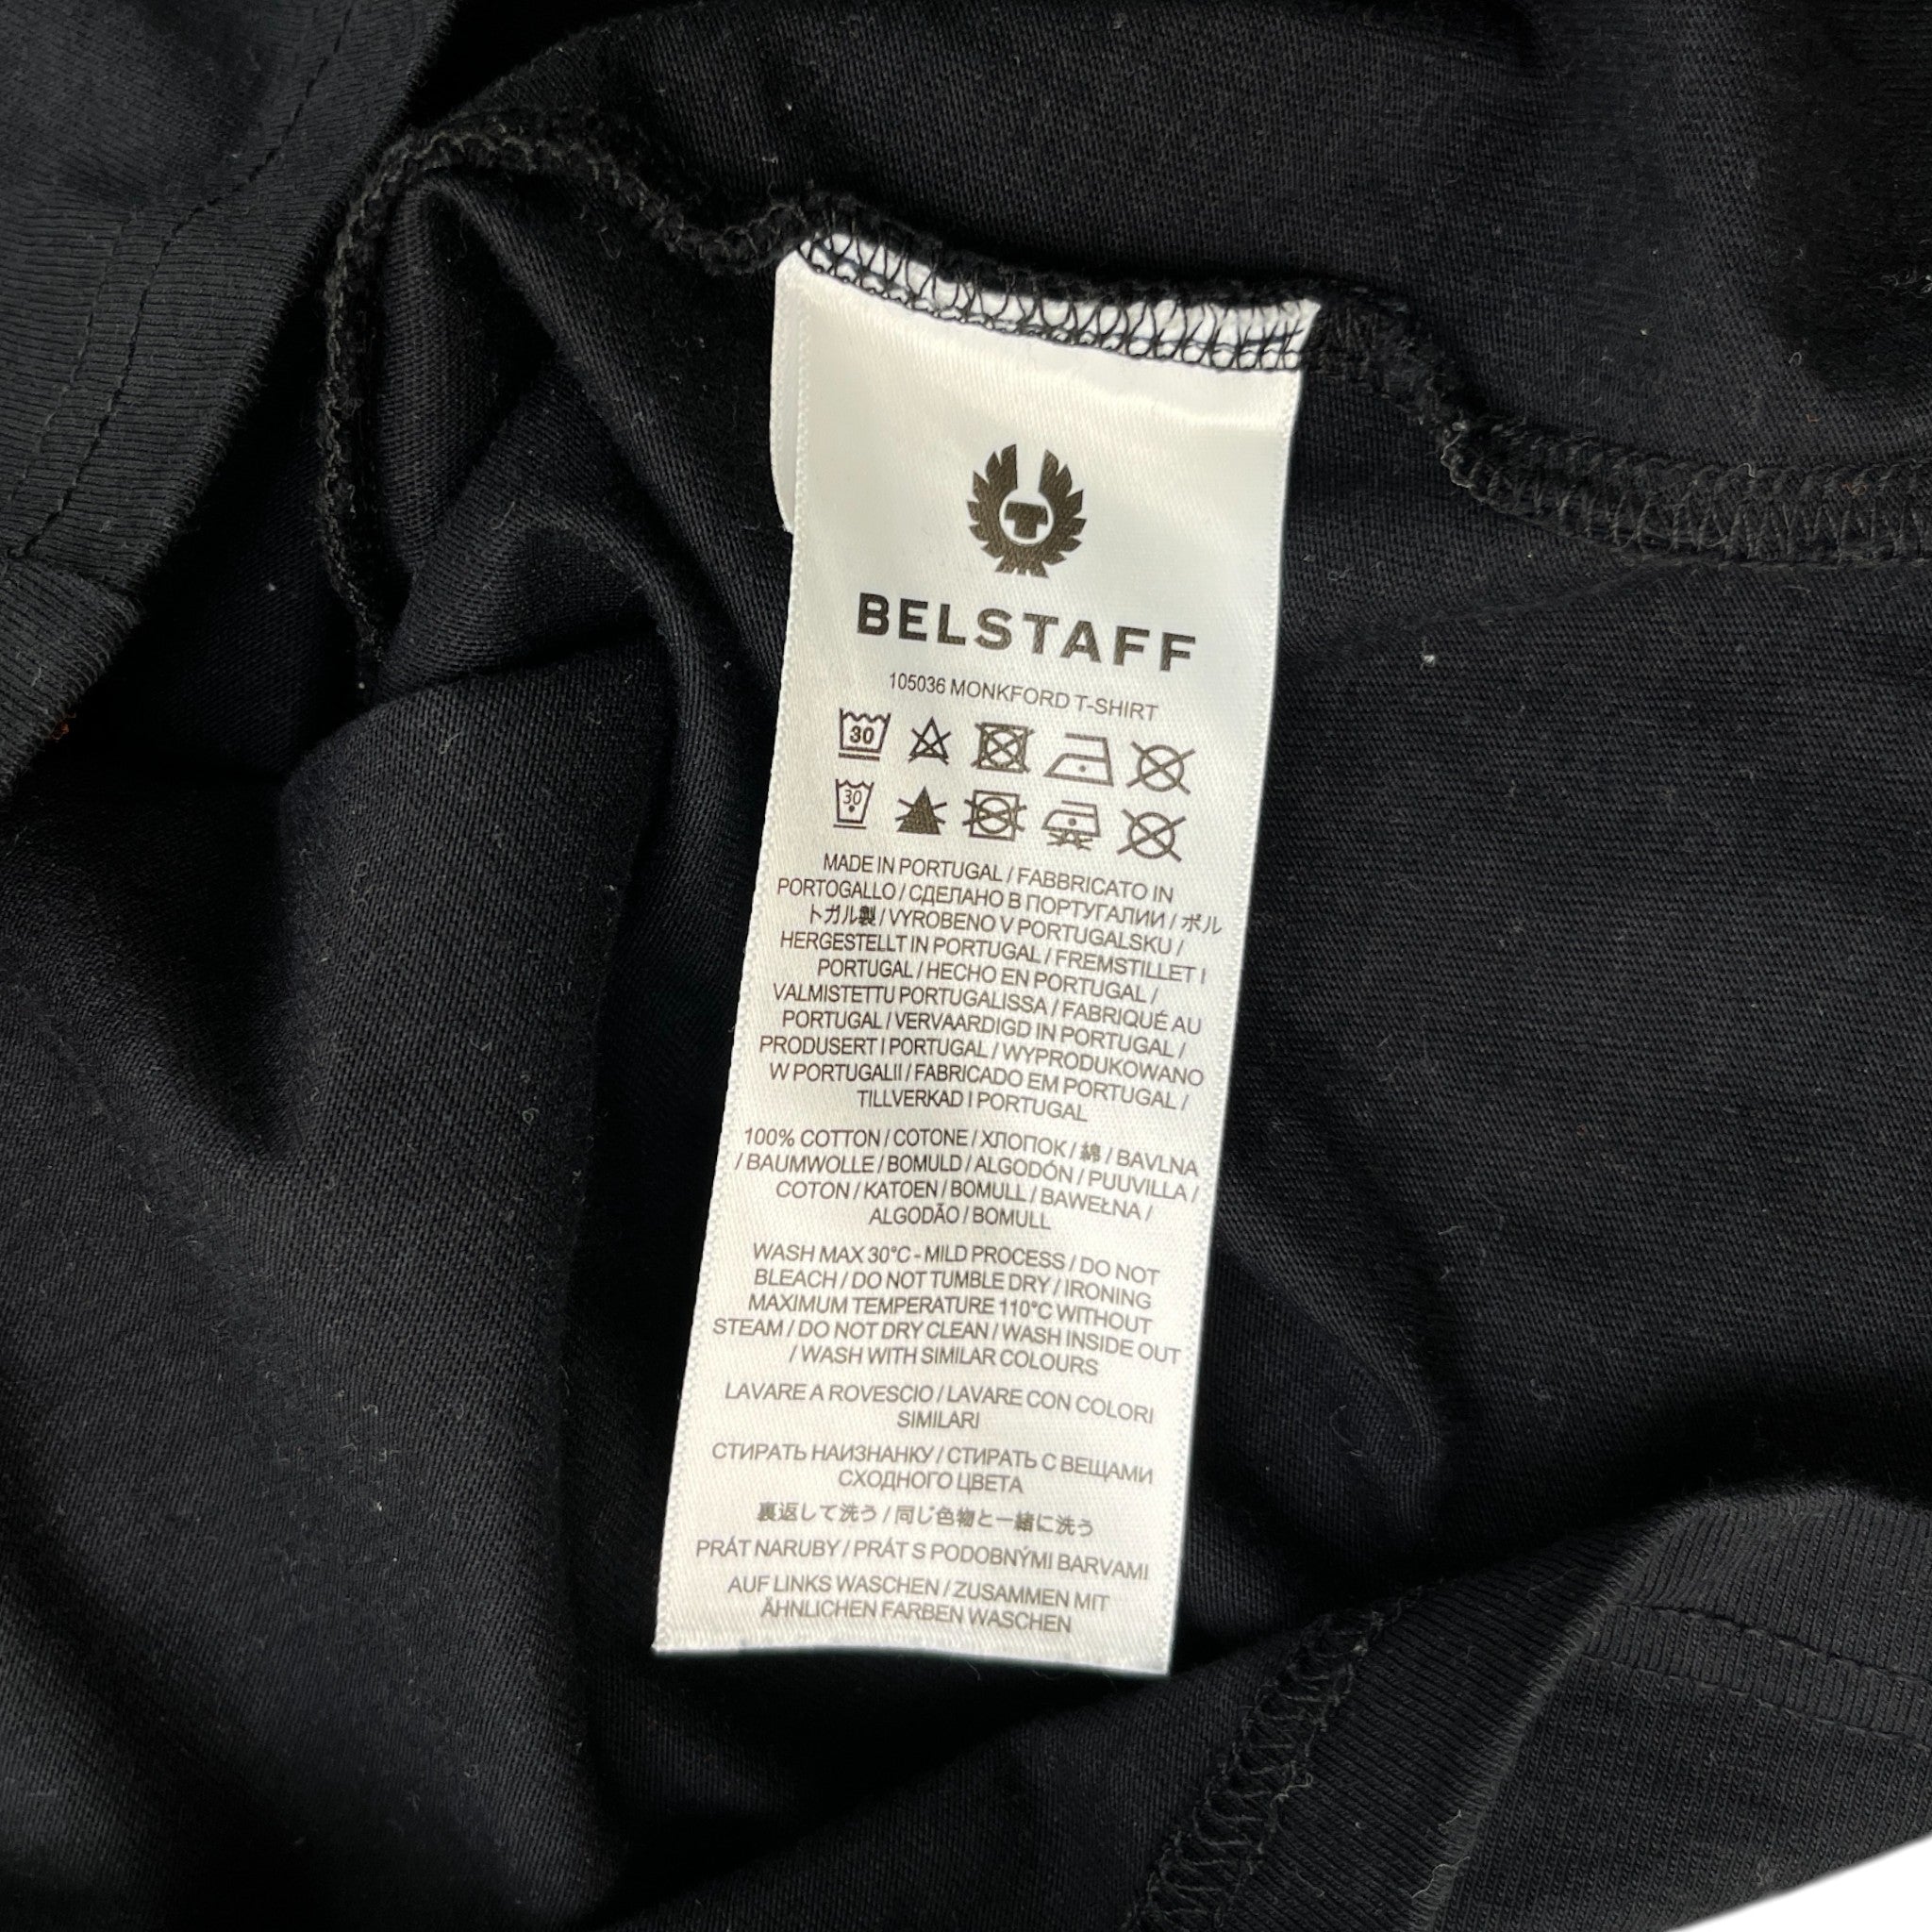 BELSTAFF
105036 MONKFORD T-SHIRT
30
30
MADE IN PORTUGAL / FABBRICATO IN
PORTOGALLO / СДЕЛАНО В ПОРТУГАЛИИ / ポル
トガル製 / VYROBENO V PORTUGALSKU /
HERGESTELLT IN PORTUGAL / FREMSTILLET I
PORTUGAL / HECHO EN PORTUGAL /
VALMISTETTU PORTUGALISSA / FABRIQUÉ AU
PORTUGAL / VERVAARDIGD IN PORTUGAL /
PRODUSERT I PORTUGAL / WYPRODUKOWANO
W PORTUGALII / FABRICADO EM PORTUGAL /
TILLVERKAD I PORTUGAL
100% COTTON / COTONE / ХЛОПОК / 綿 / BAVLNA
/ BAUMWOLLE / BOMULD / ALGODÓN / PUUVILLA /
COTON / KATOEN / BOMULL / BAWEŁNA /
ALGODÃO / BOMULL
WASH MAX 30°C - MILD PROCESS / DO NOT
BLEACH / DO NOT TUMBLE DRY / IRONING
MAXIMUM TEMPERATURE 110°C WITHOUT
STEAM / DO NOT DRY CLEAN / WASH INSIDE OUT
/ WASH WITH SIMILAR COLOURS
LAVARE A ROVESCIO / LAVARE CON COLORI
SIMILARI
СТИРАТЬ НАИЗНАНКУ / СТИРАТЬ С ВЕЩАМИ
СХОДНОГО ЦВЕТА
裏返して洗う / 同じ色物と一緒に洗う
PRÁT NARUBY / PRÁT S PODOBNÝMI BARVAMI
AUF LINKS WASCHEN / ZUSAMMEN MIT
ÄHNLICHEN FARBEN WASCHEN